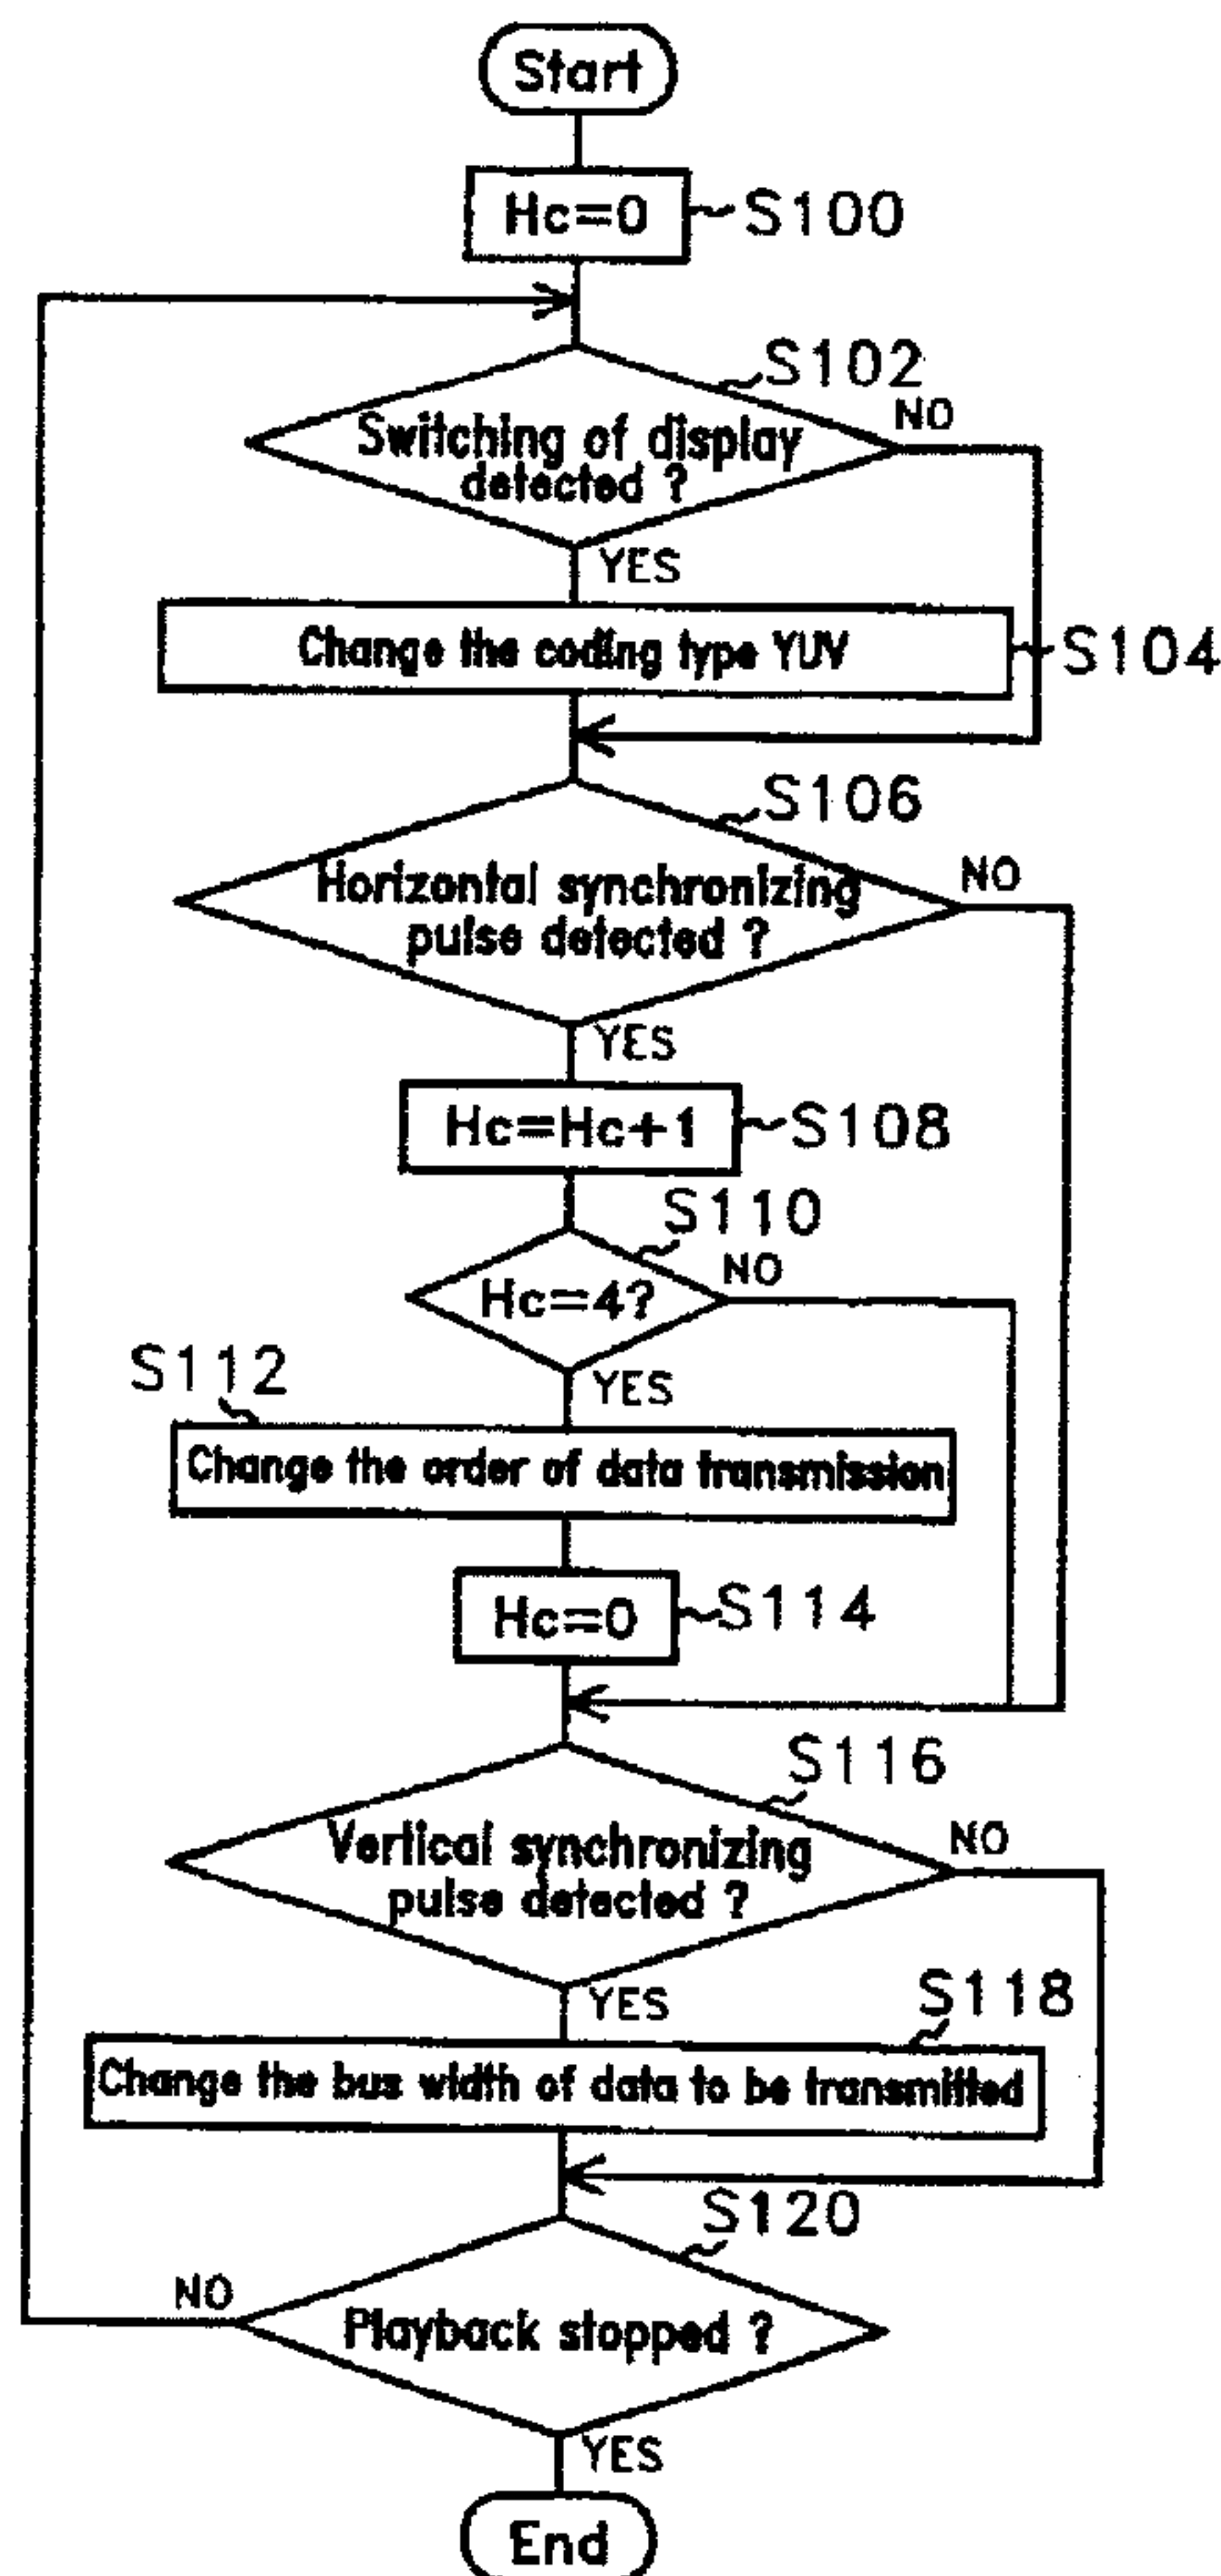 Start
Hc=0
S100
S102
Switching of display
detected ?
NO
YES
Change the coding type YUV
S104
S106
Horizontal synchronizing
pulse detected ?
NO
YES
Hc=Hc+1
S108
S110
Hc=4?
NO
YES
S112
Change the order of data transmission
Hc=0
S114
S116
Vertical synchronizing
pulse detected ?
NO
YES
S118
Change the bus width of data to be transmitted
S120
NO
Playback stopped ?
YES
End